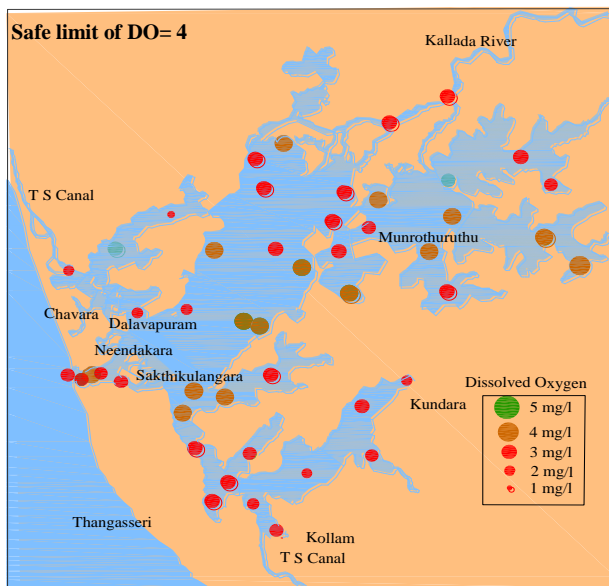 Safe limit of DO= 4
Kallada River
T S Canal
Munrothuruthu
Chavara
Dalavapuram
Neendakara
Sakthikulangara
Kundara
Dissolved Oxygen
5 mg/l
4 mg/l
3 mg/l
2 mg/l
1 mg/l
Thangasseri
Kollam
T S Canal